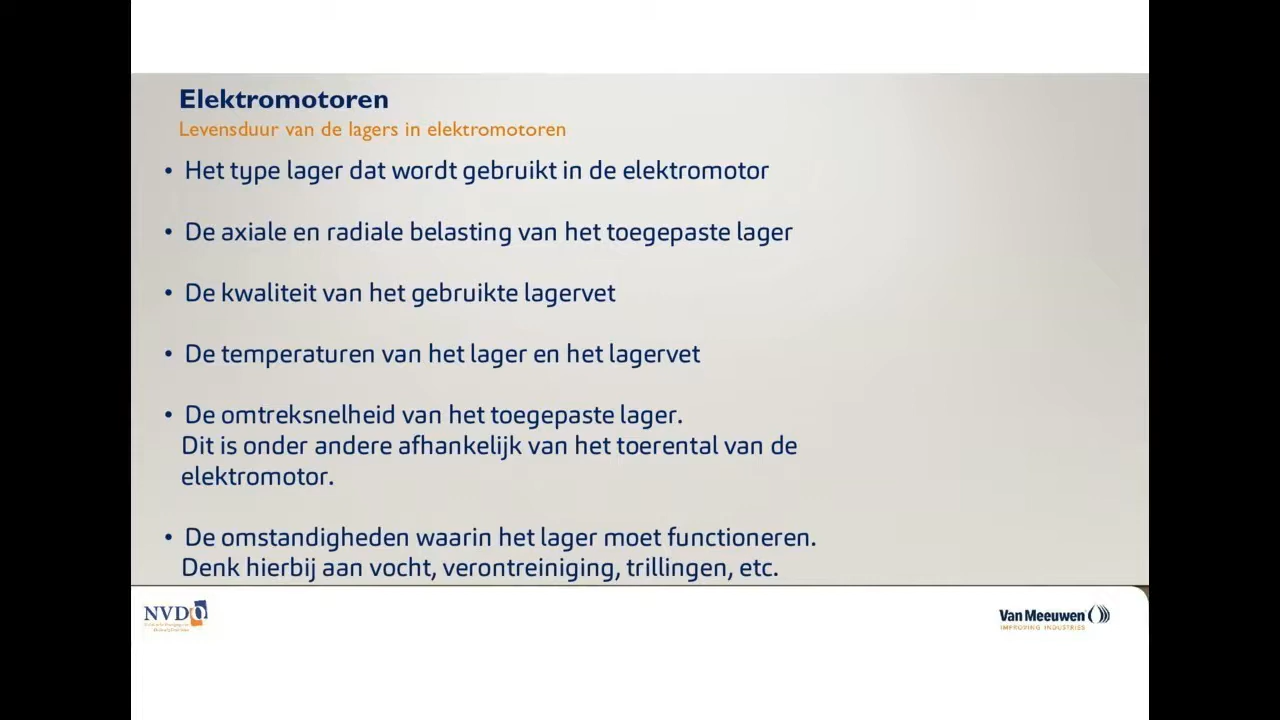 Elektromotoren
Levensduur van de lagers in elektromotoren
• Het type lager dat wordt gebruikt in de elektromotor
• De axiale en radiale belasting van het toegepaste lager
• De kwaliteit van het gebruikte lagervet
• De temperaturen van het lager en het lagervet
• De omtreksnelheid van het toegepaste lager.
Dit is onder andere afhankelijk van het toerental van de
elektromotor.
• De omstandigheden waarin het lager moet functioneren.
Denk hierbij aan vocht, verontreiniging, trillingen, etc.
NVDO
Van Meeuwen
IMPROVING INDUSTRIES